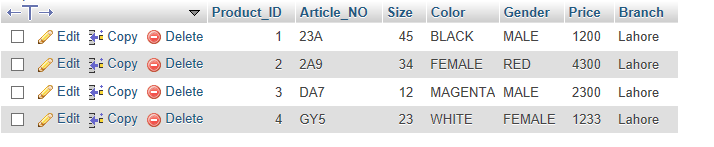 Product_ID Article_NO Size Color Gender Price Branch
Edit Copy Delete 1 23A 45 BLACK MALE 1200 Lahore
Edit Copy Delete 2 2A9 34 FEMALE RED 4300 Lahore
Edit Copy Delete 3 DA7 12 MAGENTA MALE 2300 Lahore
Edit Copy Delete 4 GY5 23 WHITE FEMALE 1233 Lahore